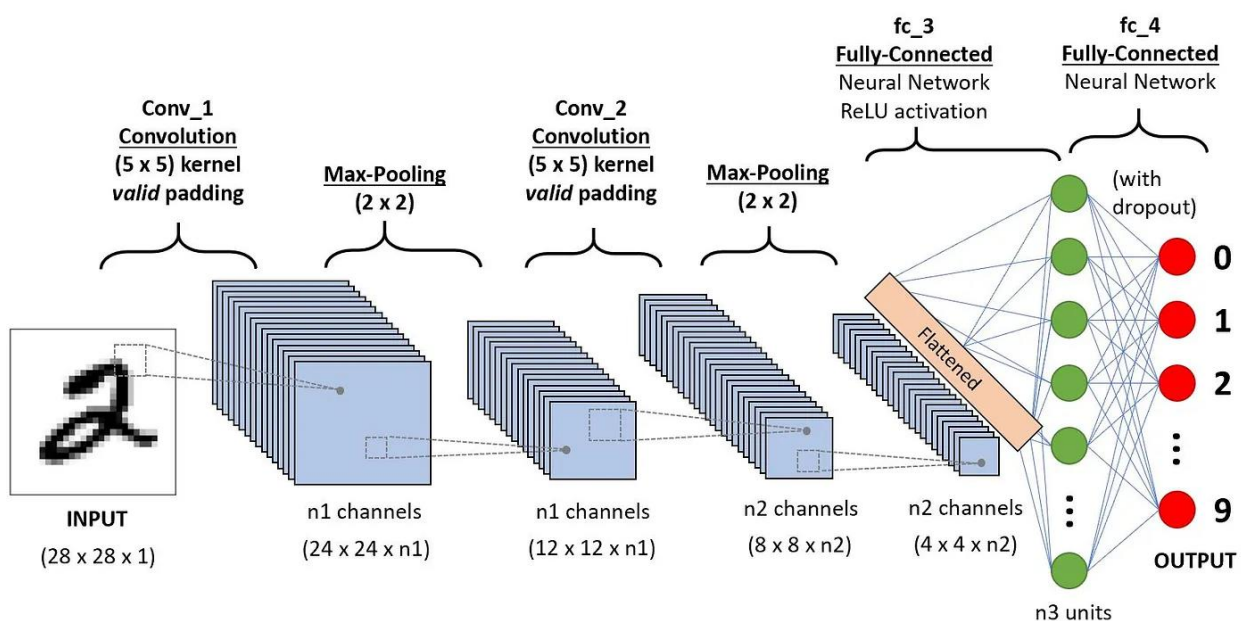 Conv_1
Convolution
(5 x 5) kernel
valid padding
Max-Pooling
(2 x 2)
Conv_2
Convolution
(5 x 5) kernel
valid padding
Max-Pooling
(2 x 2)
fc_3
Fully-Connected
Neural Network
ReLU activation
fc_4
Fully-Connected
Neural Network
(with
dropout)
2
Flattened
0
1
2
9
INPUT
(28 x 28 x 1)
n1 channels
(24 x 24 x n1)
n1 channels
(12 x 12 x n1)
n2 channels
(8 x 8 x n2)
n2 channels
(4 x 4 x n2)
n3 units
OUTPUT